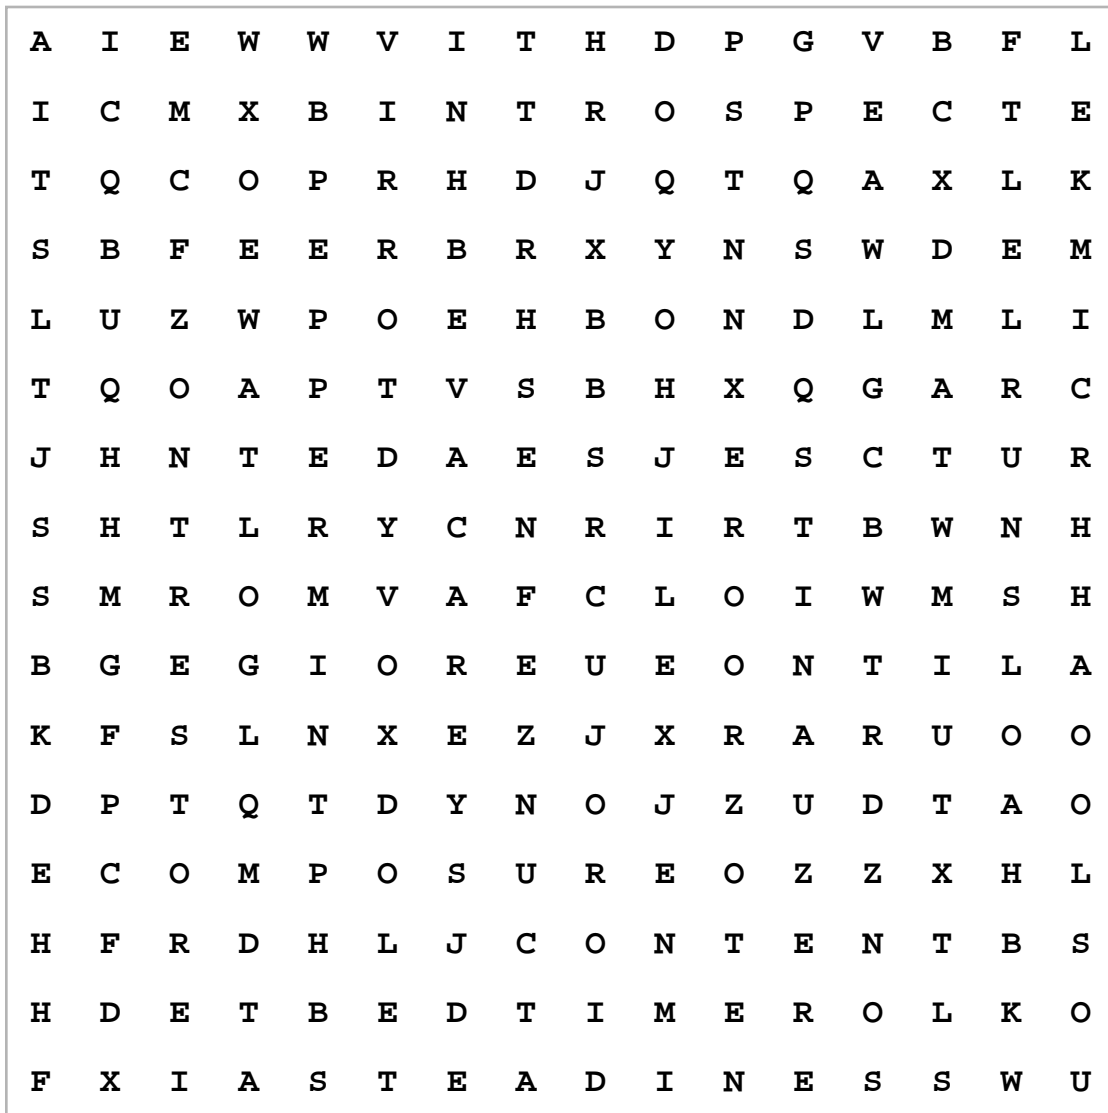 A I E W W V I T H D P G V B F L
I C M X B I N T R O S P E C T E
T Q C O P R H D J Q T Q A X L K
S B F E E R B R X Y N S W D E M
L U Z W P O E H B O N D L M L I
T Q O A P T V S B H X Q G A R C
J H N T E D A E S J E S C T U R
S H T L R Y C N R I R T B W N H
S M R O M V A F C L O I W M S H
B G E G I O R E U E O N T I L A
K F S L N X E Z J X R A R U O O
D P T Q T D Y N O J Z U D T A O
E C O M P O S U R E O Z Z X H L
H F R D H L J C O N T E N T B S
H D E T B E D T I M E R O L K O
F X I A S T E A D I N E S S W U